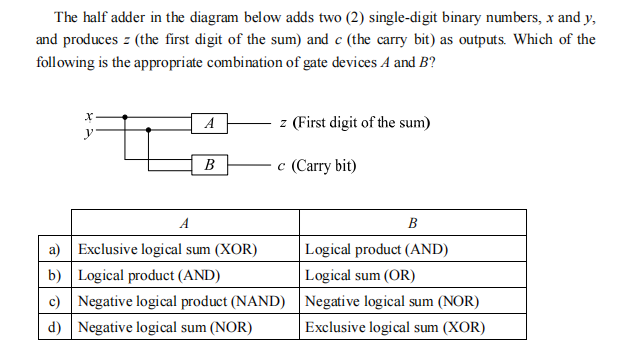 The half adder in the diagram below adds two (2) single-digit binary numbers, x and y,
and produces z (the first digit of the sum) and c (the carry bit) as outputs. Which of the
following is the appropriate combination of gate devices A and B?
x
y
A
z (First digit of the sum)
B
c (Carry bit)
A B
a) Exclusive logical sum (XOR) Logical product (AND)
b) Logical product (AND) Logical sum (OR)
c) Negative logical product (NAND) Negative logical sum (NOR)
d) Negative logical sum (NOR) Exclusive logical sum (XOR)